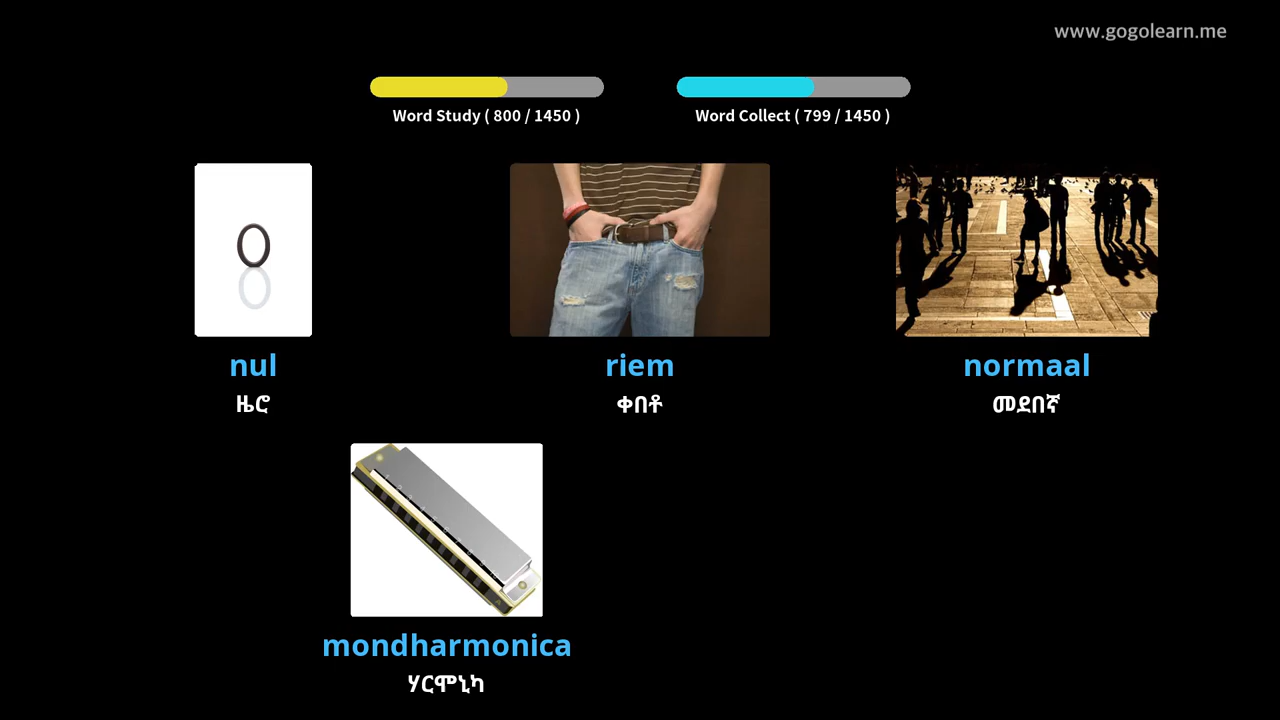 www.gogolearn.me
Word Study ( 800 / 1450 )
Word Collect ( 799 / 1450 )
0
nul
ዜሮ
riem
ቀበቶ
normaal
መደበኛ
mondharmonica
ሃርሞኒካ